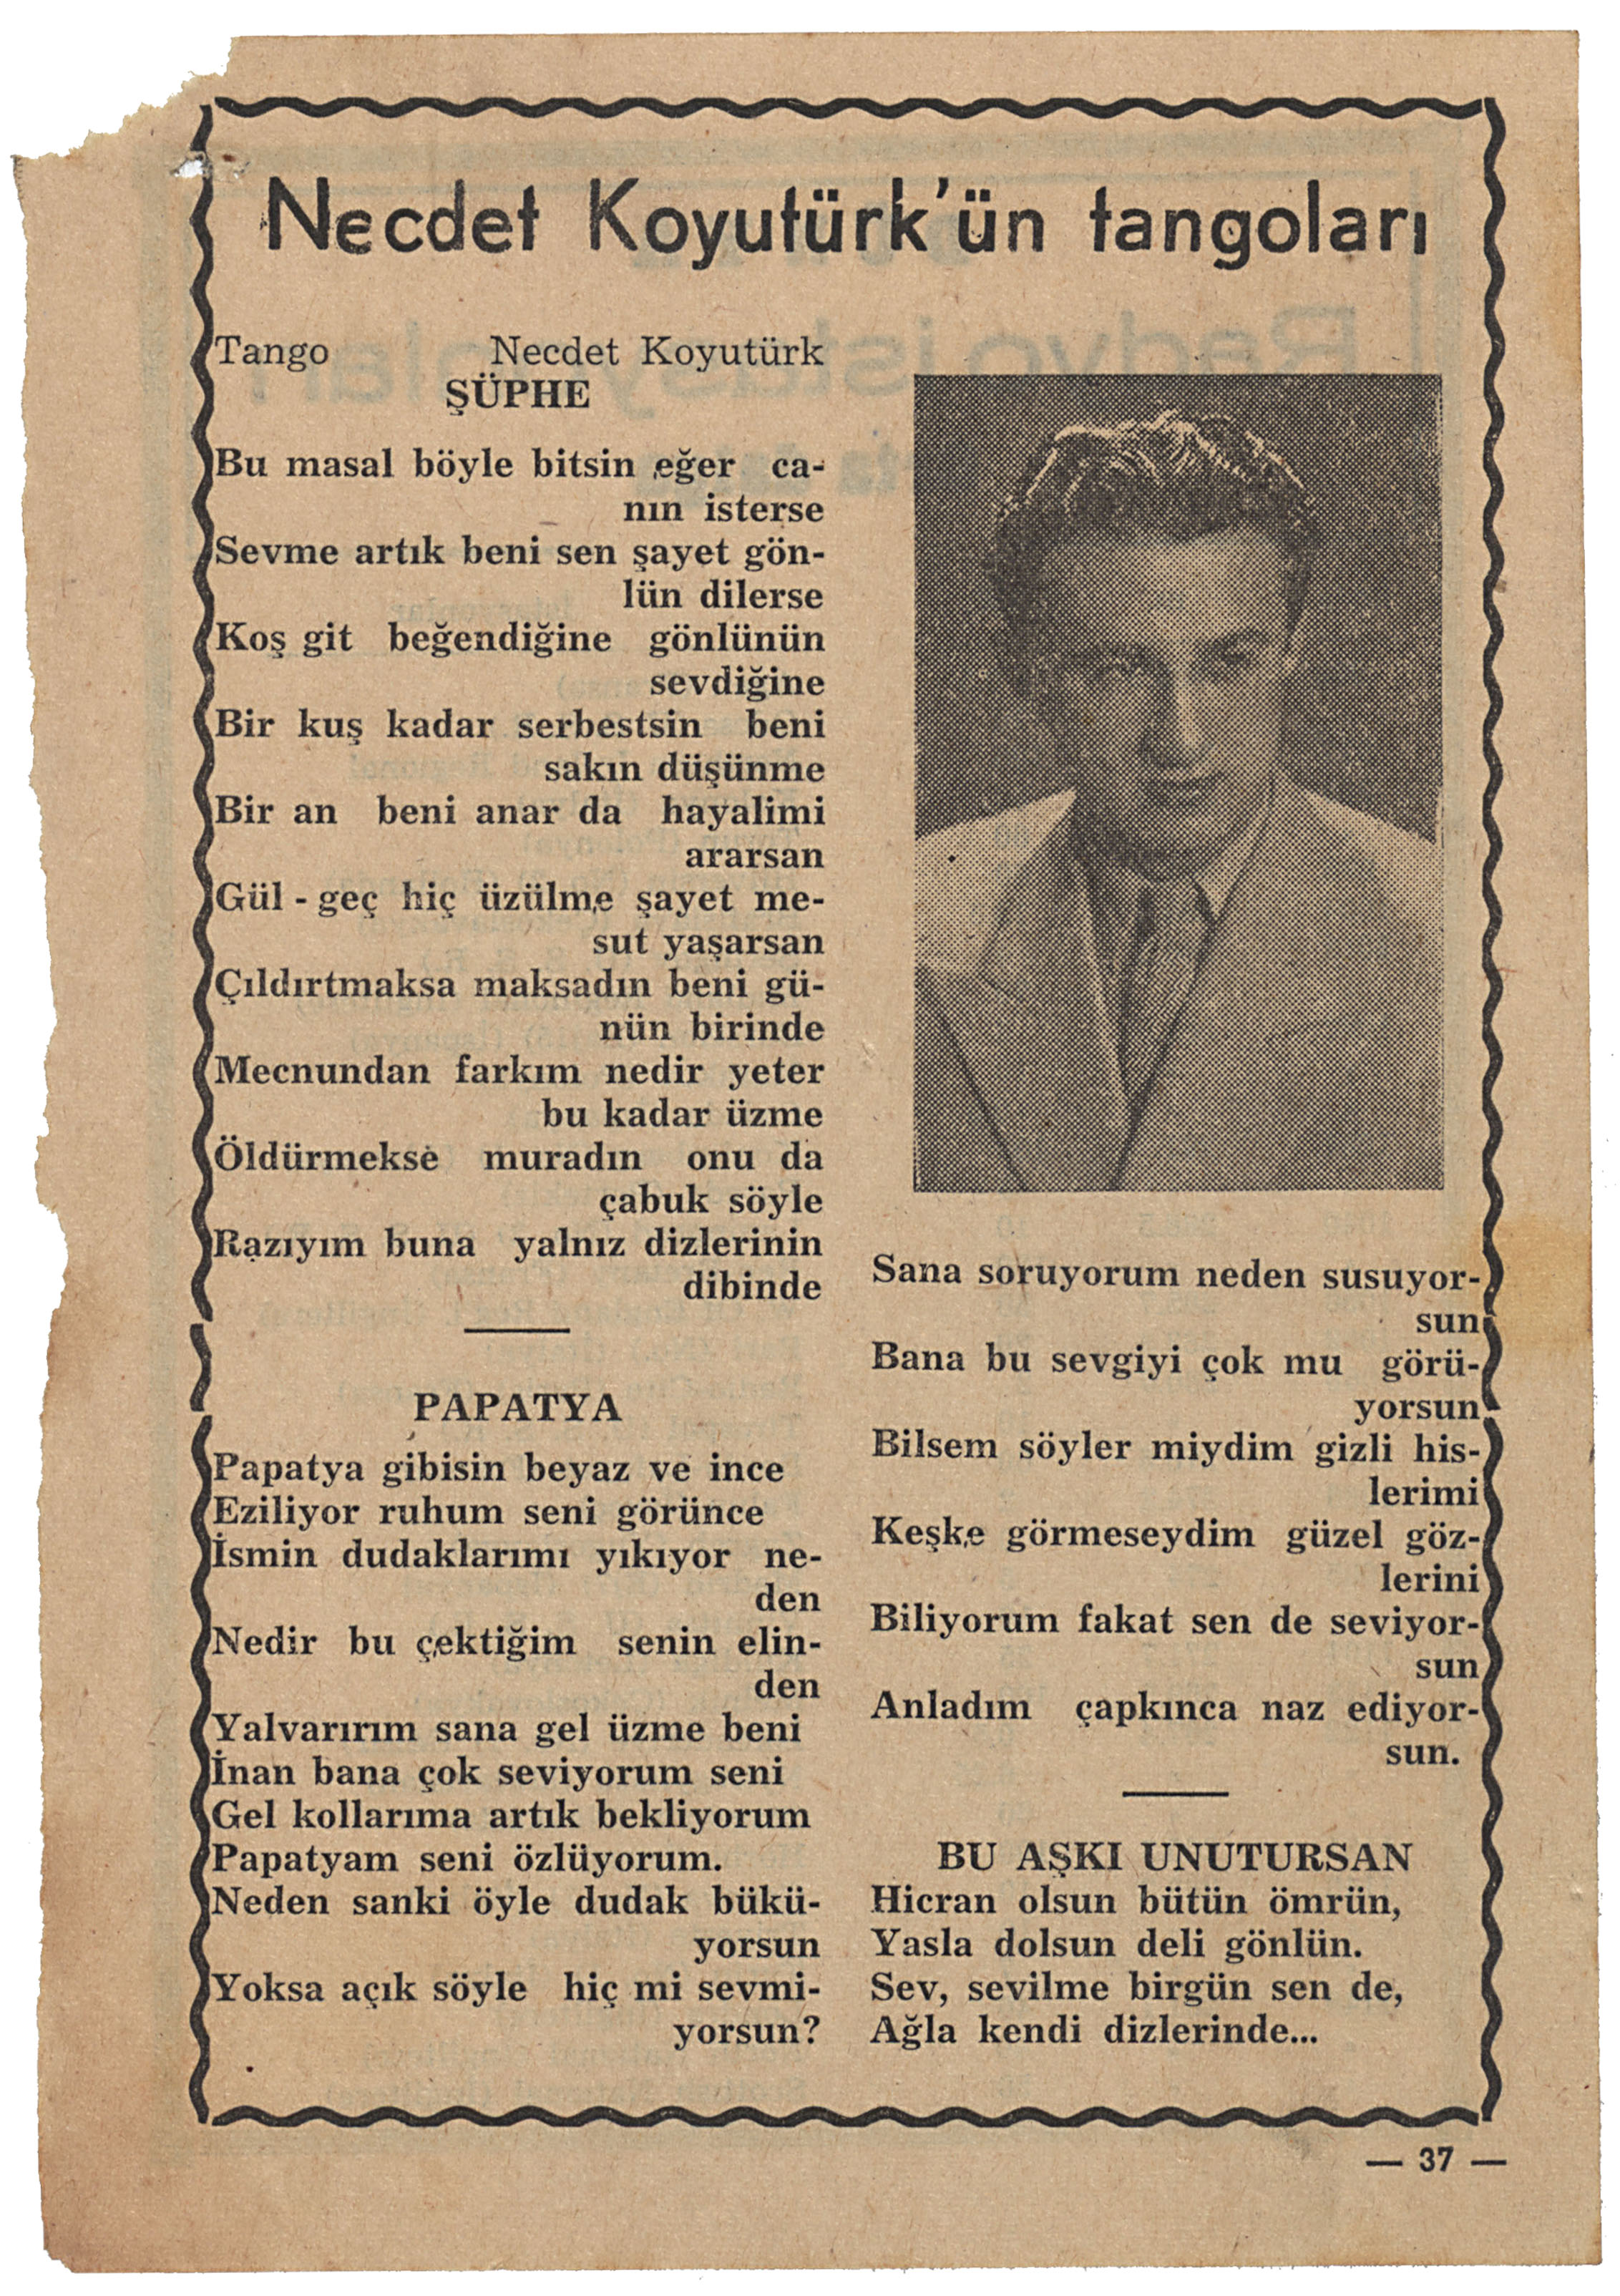 Necdet Koyutürk'ün tangoları
Tango Necdet Koyutürk
ŞÜPHE
Bu masal böyle bitsin eğer ca-
nın isterse
Sevme artık beni sen şayet gön-
lün dilerse
Koş git beğendiğine gönlünün
sevdiğine
Bir kuş kadar serbestsin beni
sakın düşünme
Bir an beni anar da hayalimi
ararsan
Gül - geç hiç üzülme şayet me-
sut yaşarsan
Çıldırtmaksa maksadın beni gü-
nün birinde
Mecnundan farkım nedir yeter
bu kadar üzme
Öldürmekse muradın onu da
çabuk söyle
Razıyım buna yalnız dizlerinin
dibinde
PAPATYA
Papatya gibisin beyaz ve ince
Eziliyor ruhum seni görünce
İsmin dudaklarımı yıkıyor ne-
den
Nedir bu çektiğim senin elin-
den
Yalvarırım sana gel üzme beni
İnan bana çok seviyorum seni
Gel kollarıma artık bekliyorum
Papatyam seni özlüyorum.
Neden sanki öyle dudak bükü-
yorsun
Yoksa açık söyle hiç mi sevmi-
yorsun?
Sana soruyorum neden susuyor-
sun
Bana bu sevgiyi çok mu görü-
yorsun
Bilsem söyler miydim gizli his-
lerimi
Keşke görmeseydim güzel göz-
lerini
Biliyorum fakat sen de seviyor-
sun
Anladım çapkınca naz ediyor-
sun.
BU AŞKI UNUTURSAN
Hicran olsun bütün ömrün,
Yasla dolsun deli gönlün.
Sev, sevilme birgün sen de,
Ağla kendi dizlerinde...
— 37 —